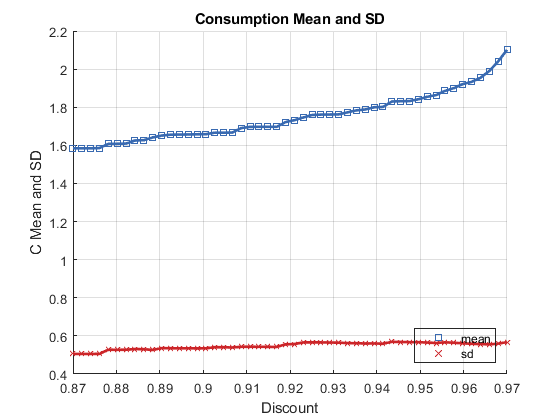 Consumption Mean and SD
C Mean and SD
2.2
2
1.8
1.6
1.4
1.2
1
0.8
0.6
0.4
mean
sd
0.87 0.88 0.89 0.9 0.91 0.92 0.93 0.94 0.95 0.96 0.97
Discount